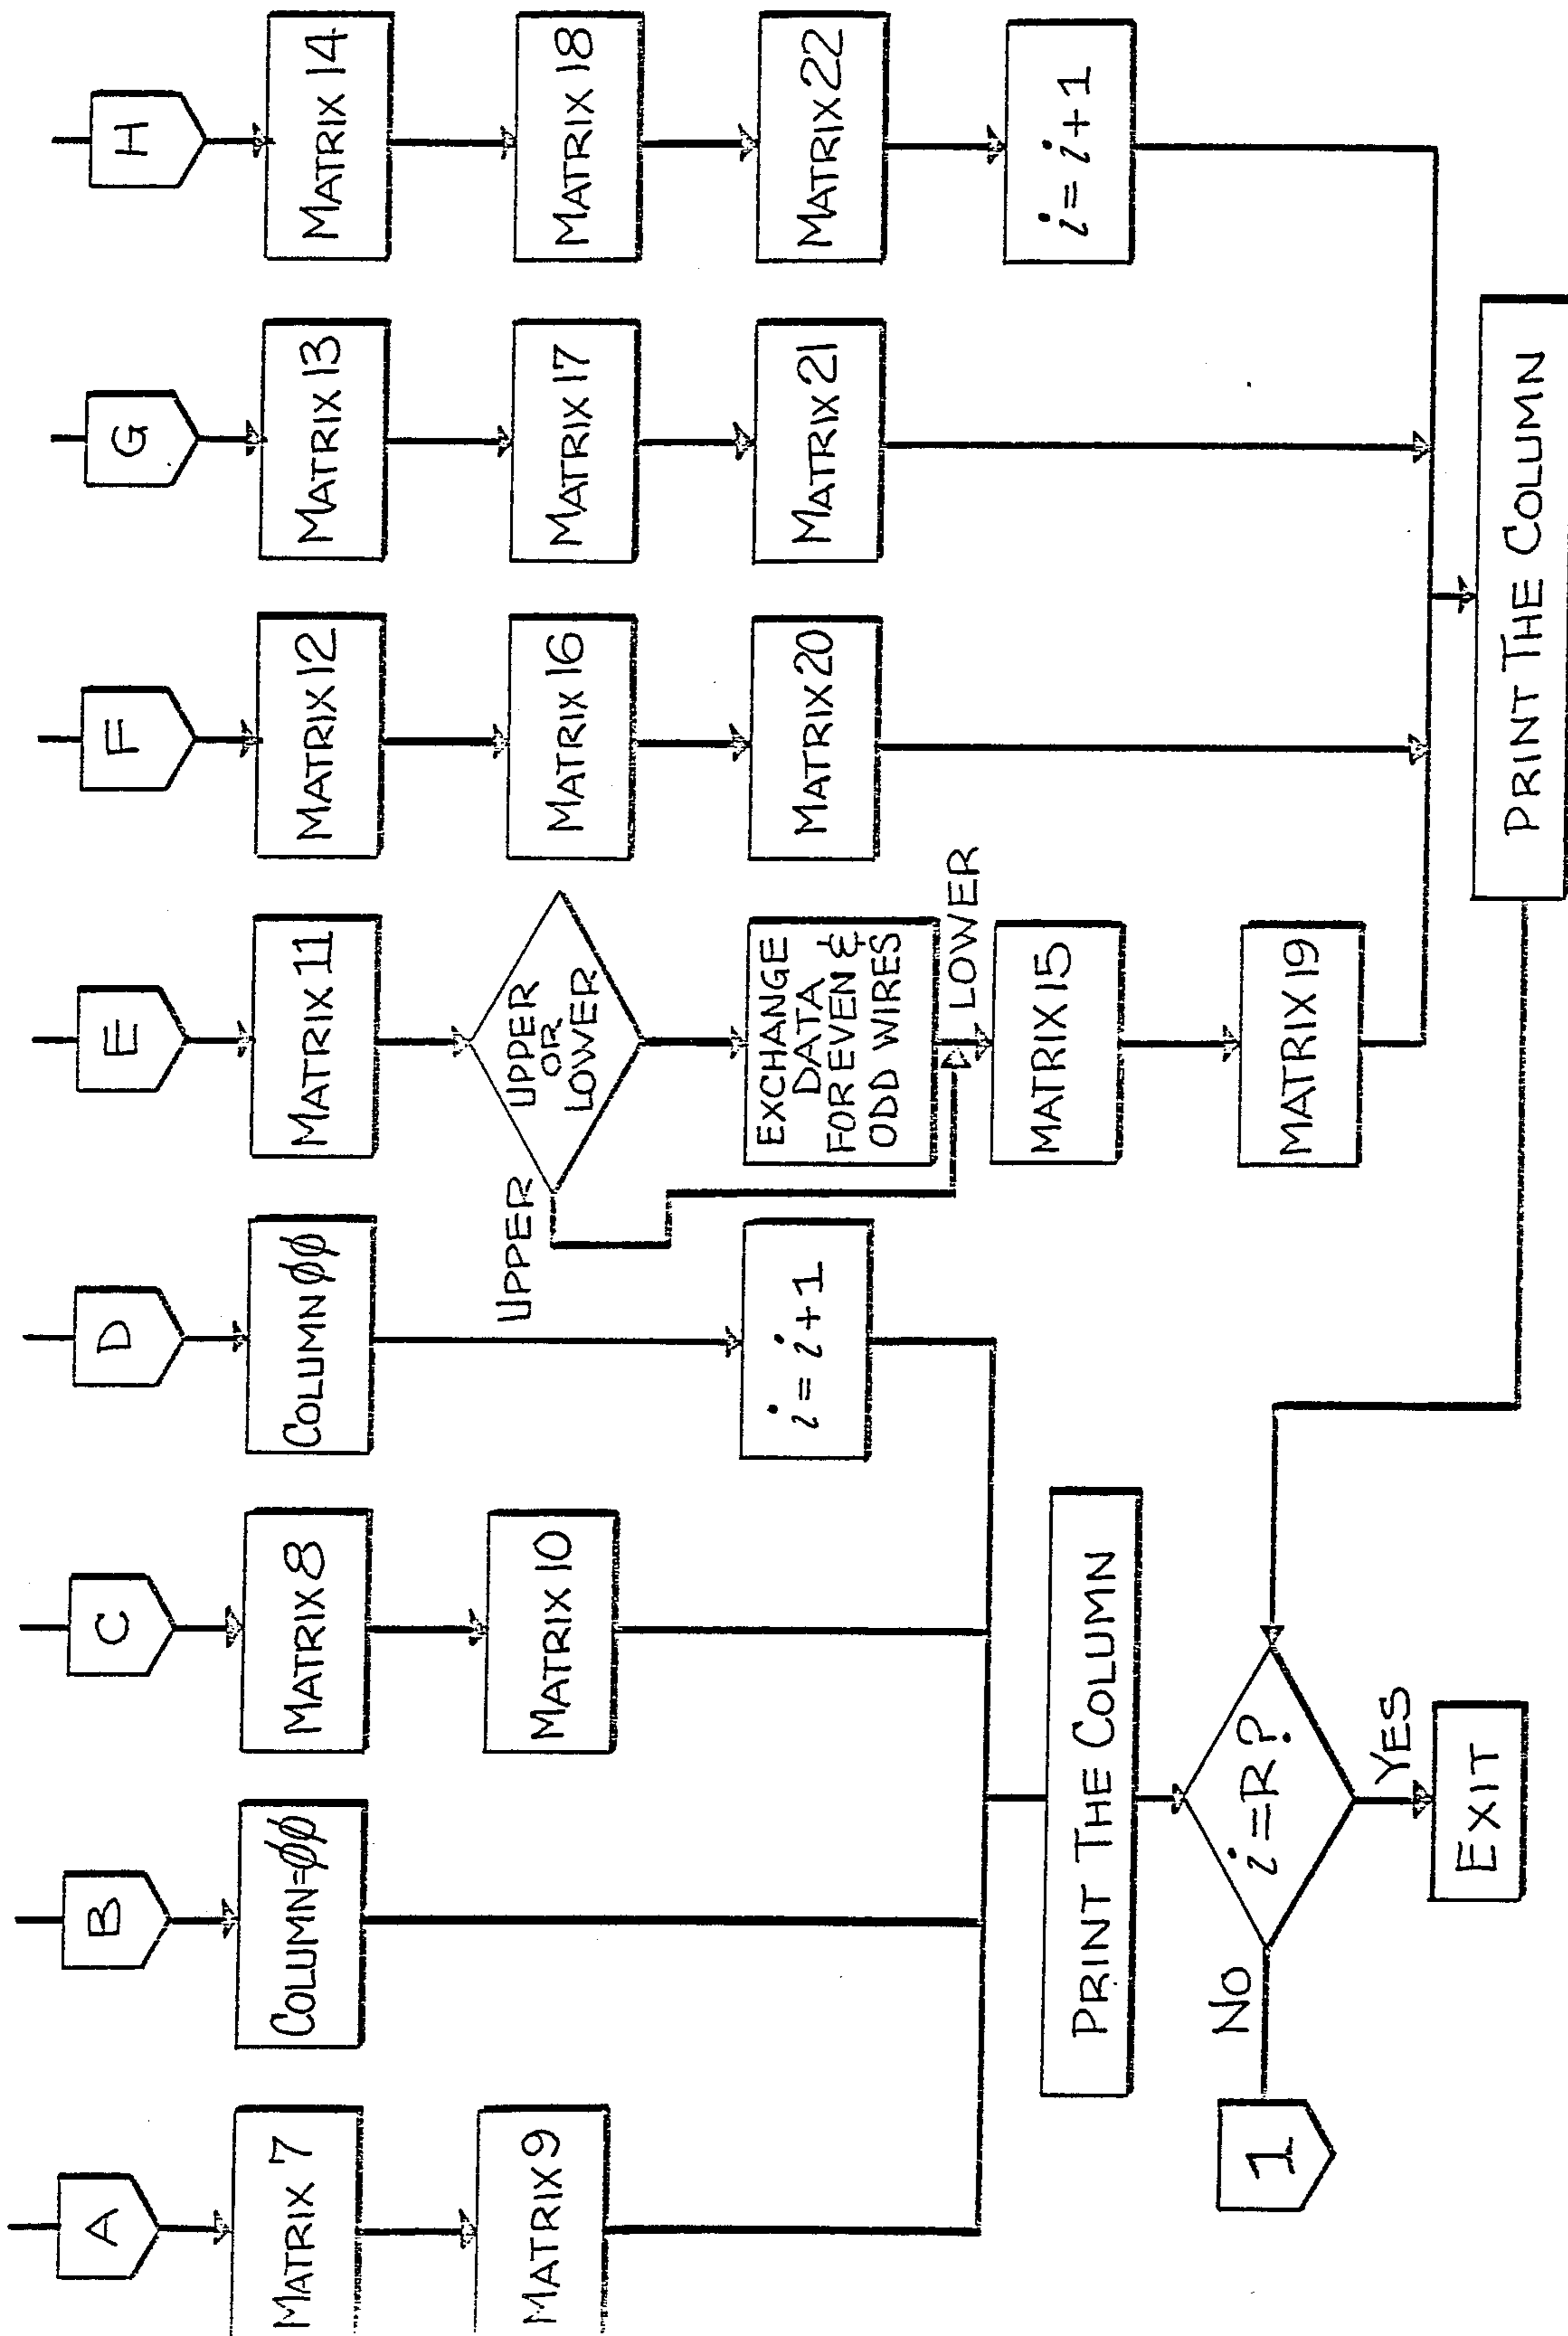 A
MATRIX 7
MATRIX 9
B
COLUMN=ØØ
C
MATRIX 8
MATRIX 10
D
COLUMN ØØ
i = i+1
E
MATRIX 11
UPPER
OR
LOWER
UPPER
EXCHANGE
DATA
FOR EVEN &
ODD WIRES
LOWER
MATRIX 15
MATRIX 19
F
MATRIX 12
MATRIX 16
MATRIX 20
G
MATRIX 13
MATRIX 17
MATRIX 21
H
MATRIX 14
MATRIX 18
MATRIX 22
i = i+1
PRINT THE COLUMN
PRINT THE COLUMN
i=R?
NO
1
YES
EXIT